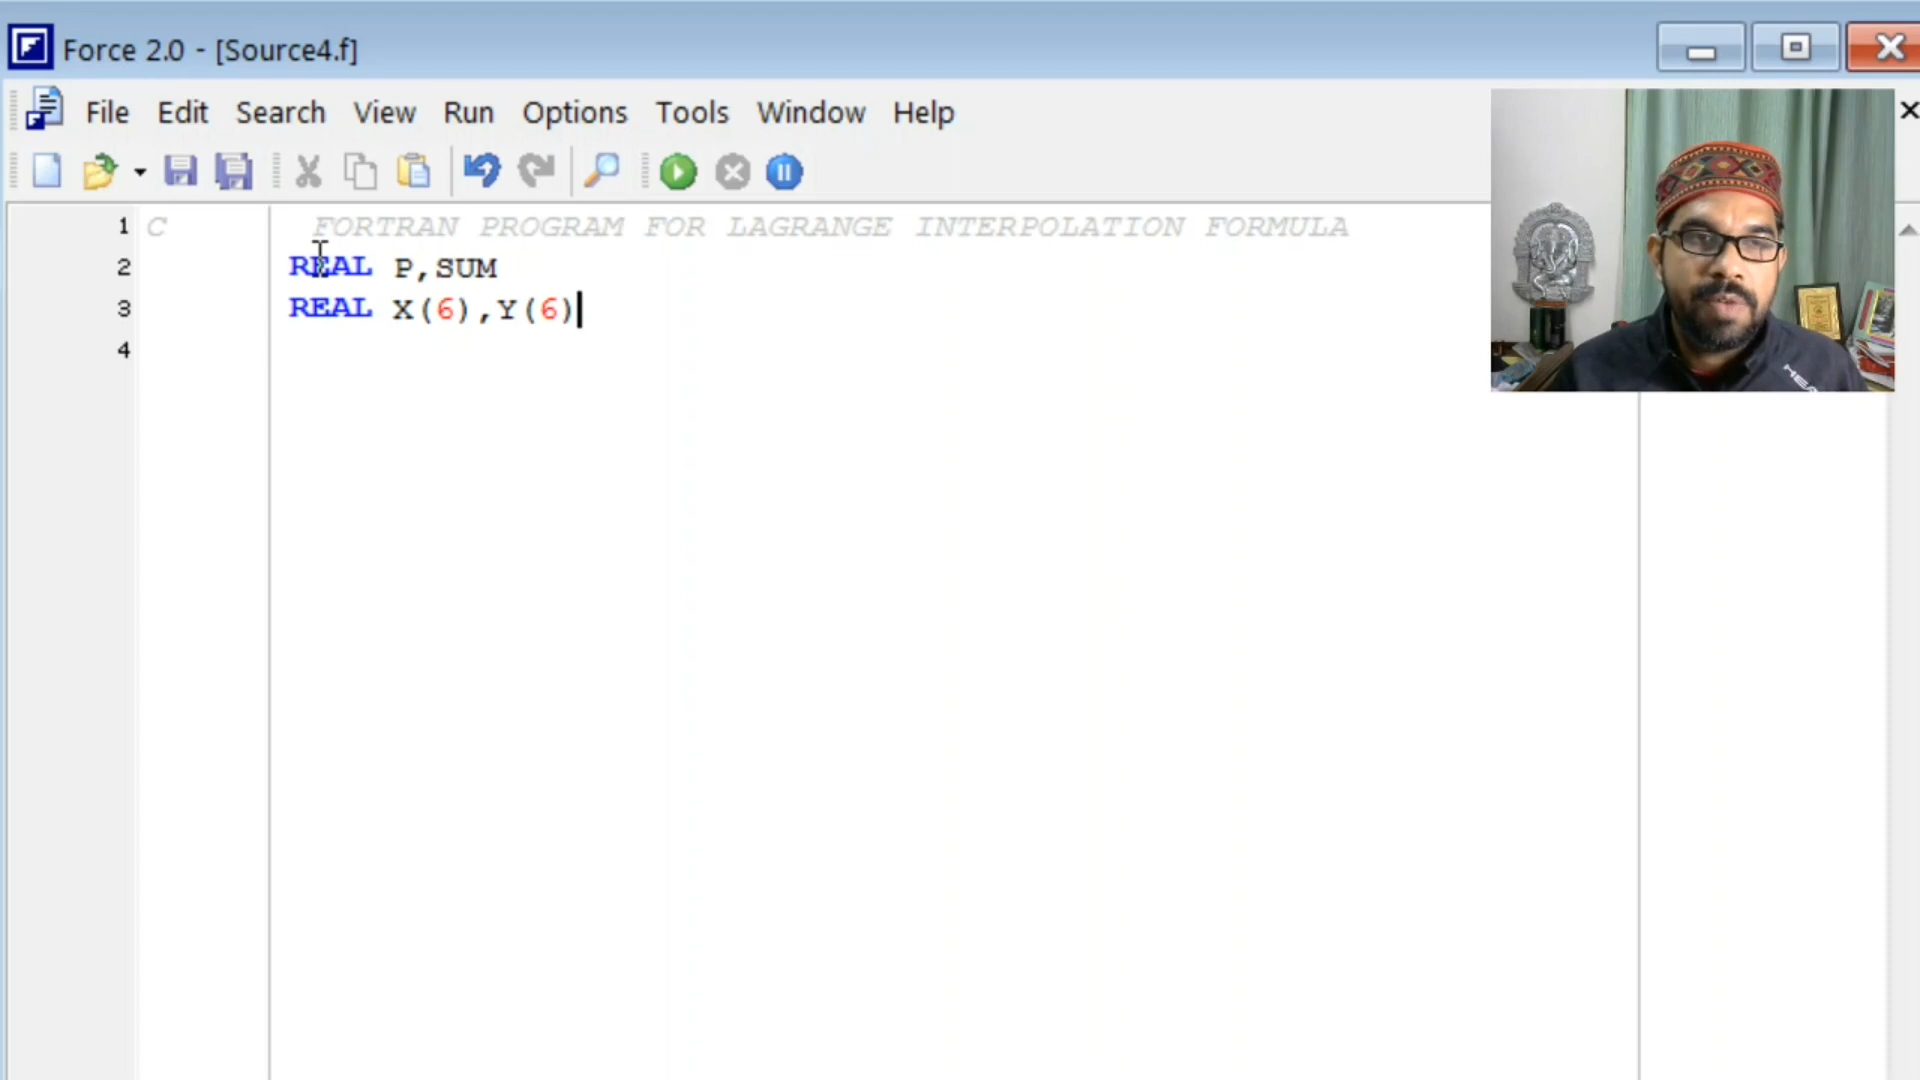 Force 2.0 - [Source4.f]
File Edit Search View Run Options Tools Window Help
1 C FORTRAN PROGRAM FOR LAGRANGE INTERPOLATION FORMULA
2 REAL P,SUM
3 REAL X(6),Y(6)
4